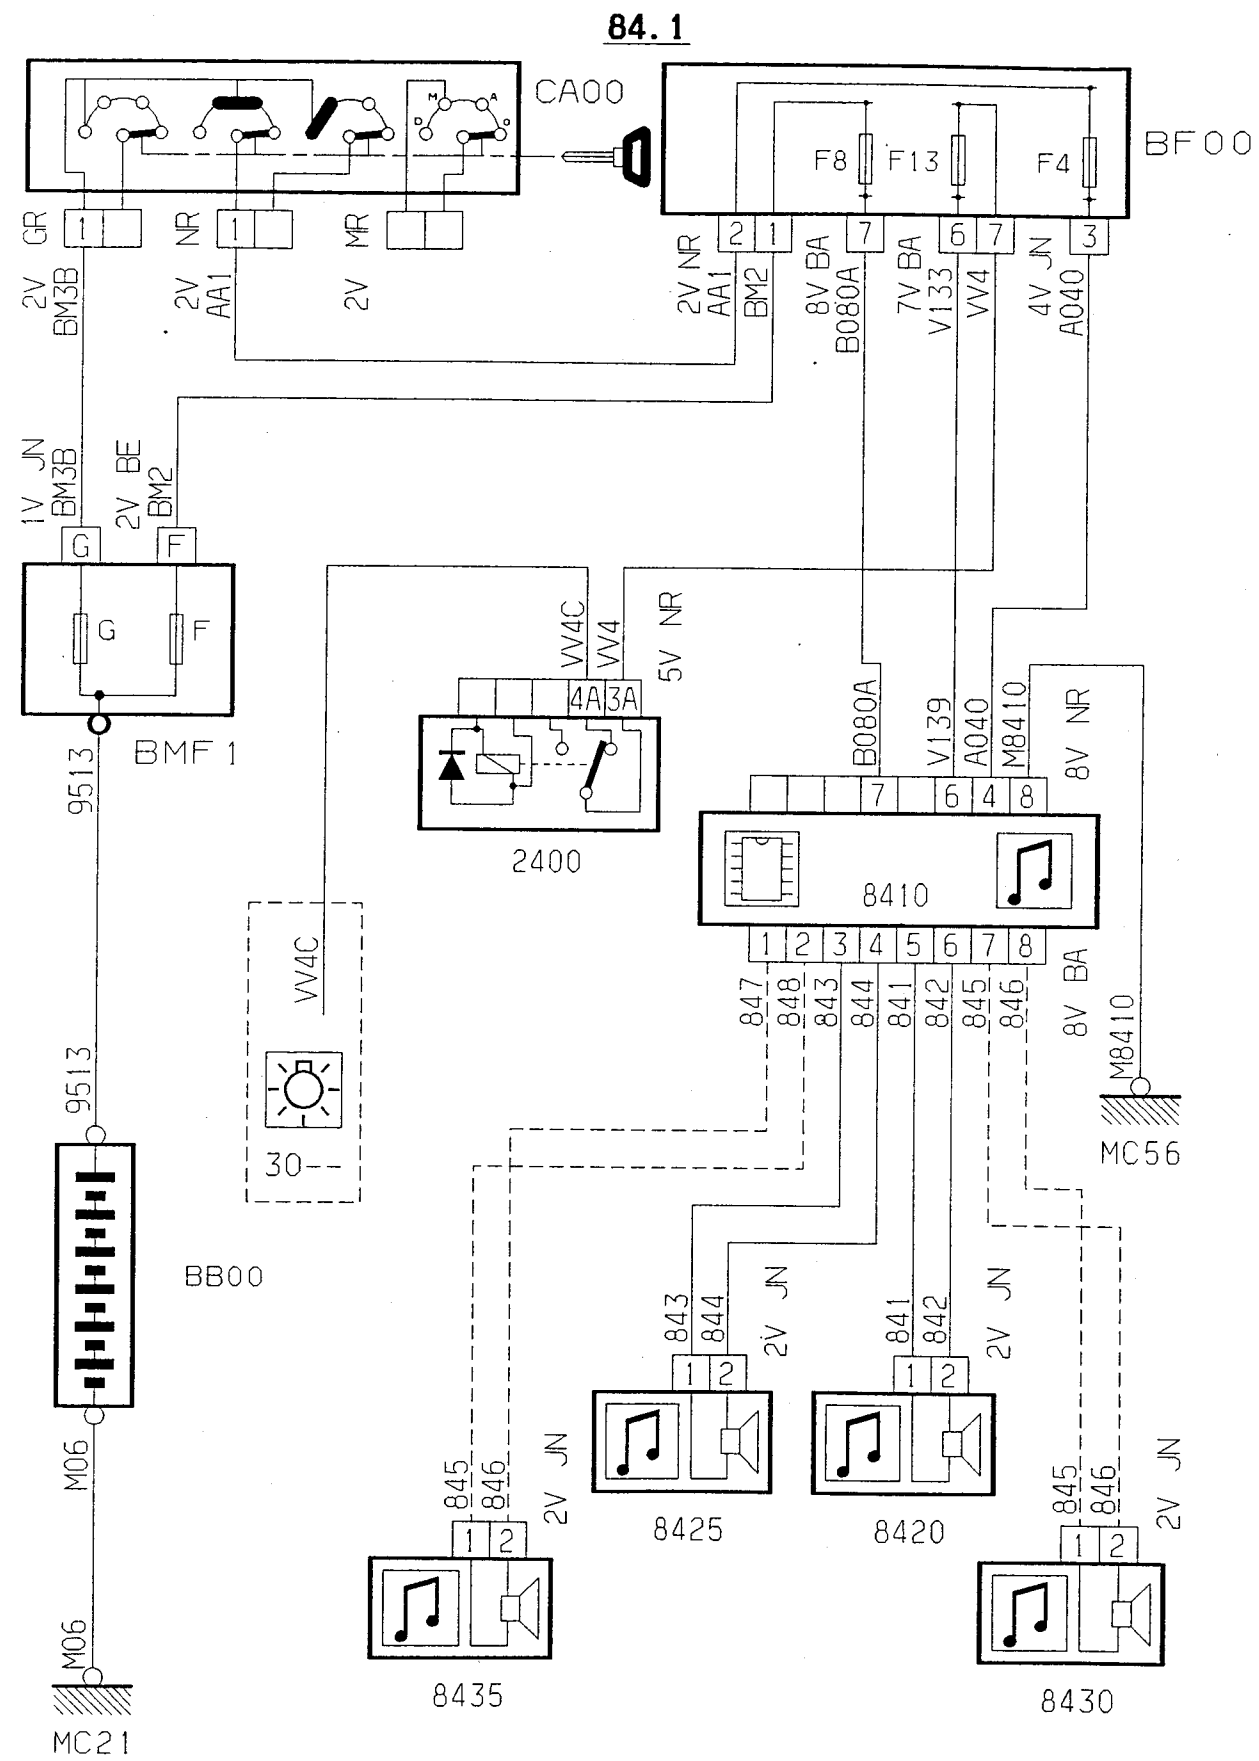 84.1
CA00
BF00
M
A
D
D
F8
F13
F4
GR
1
NR
1
MR
2
1
7
6
7
3
2V
BM3B
2V
AA1
2V
2V NR
AA1
BM2
8V BA
B080A
7V BA
V133
VV4
4V JN
A040
1V JN
BM3B
2V BE
BM2
G
F
G
F
BMF1
VV4C
VV4
5V NR
4A
3A
2400
B080A
V139
A040
M8410
8V NR
7
6
4
8
8410
1
2
3
4
5
6
7
8
847
848
843
844
841
842
845
846
8V BA
M8410
MC56
9513
9513
VV4C
30--
BB00
M06
M06
MC21
843
844
2V JN
1
2
8425
841
842
2V JN
1
2
8420
845
846
2V JN
1
2
8435
845
846
2V JN
1
2
8430